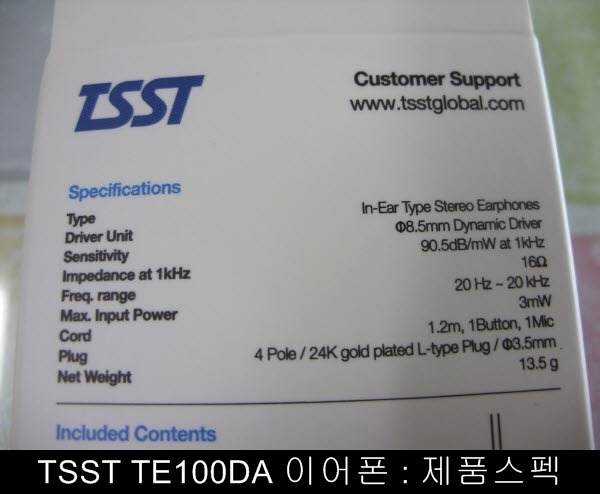 TSST
Customer Support
www.tsstglobal.com
Specifications
Type In-Ear Type Stereo Earphones
Driver Unit Φ8.5mm Dynamic Driver
Sensitivity 90.5dB/mW at 1kHz
Impedance at 1kHz 16Ω
Freq. range 20 Hz ~ 20 kHz
Max. Input Power 3mW
Cord 1.2m, 1Button, 1Mic
Plug 4 Pole / 24K gold plated L-type Plug / Φ3.5mm
Net Weight 13.5 g
Included Contents
TSST TE100DA 이어폰 : 제품스펙